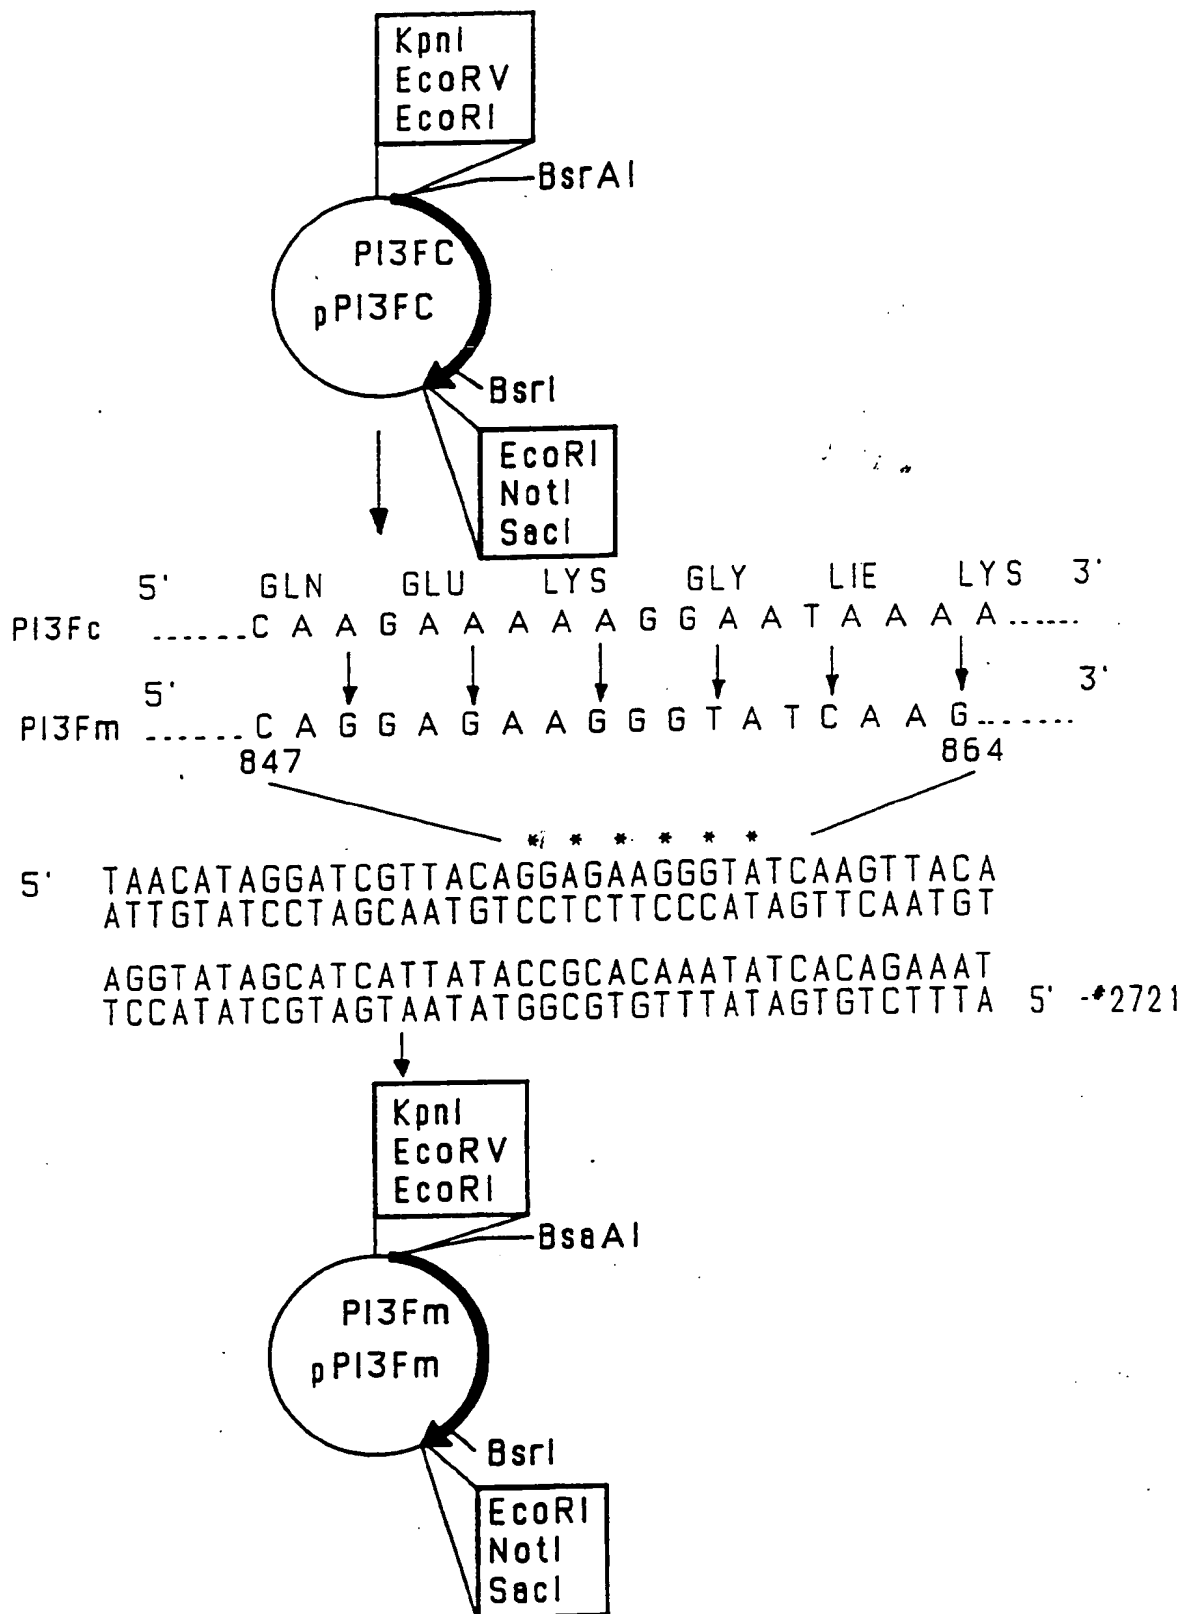 KpnI
EcoRV
EcoRI
BsrAI
PI3FC
pPI3FC
BsrI
EcoRI
NotI
SacI
5' GLN GLU LYS GLY LIE LYS 3'
PI3Fc ......C A A G A A A A A G G A A T A A A A......
5' 3'
PI3Fm ......C A G G A G A A G G G T A T C A A G.......
847 864
* * * * * *
5' TAACATAGGATCGTTACAGGAGAAGGGTATCAAGTTACA
ATTGTATCCTAGCAATGTCCTCTTCCCATAGTTCAATGT
AGGTATAGCATCATTATACCGCACAAATATCACAGAAAT
TCCATATCGTAGTAATATGGCGTGTTTATAGTGTCTTTA 5' -#2721
KpnI
EcoRV
EcoRI
BsaAI
PI3Fm
pPI3Fm
BsrI
EcoRI
NotI
SacI